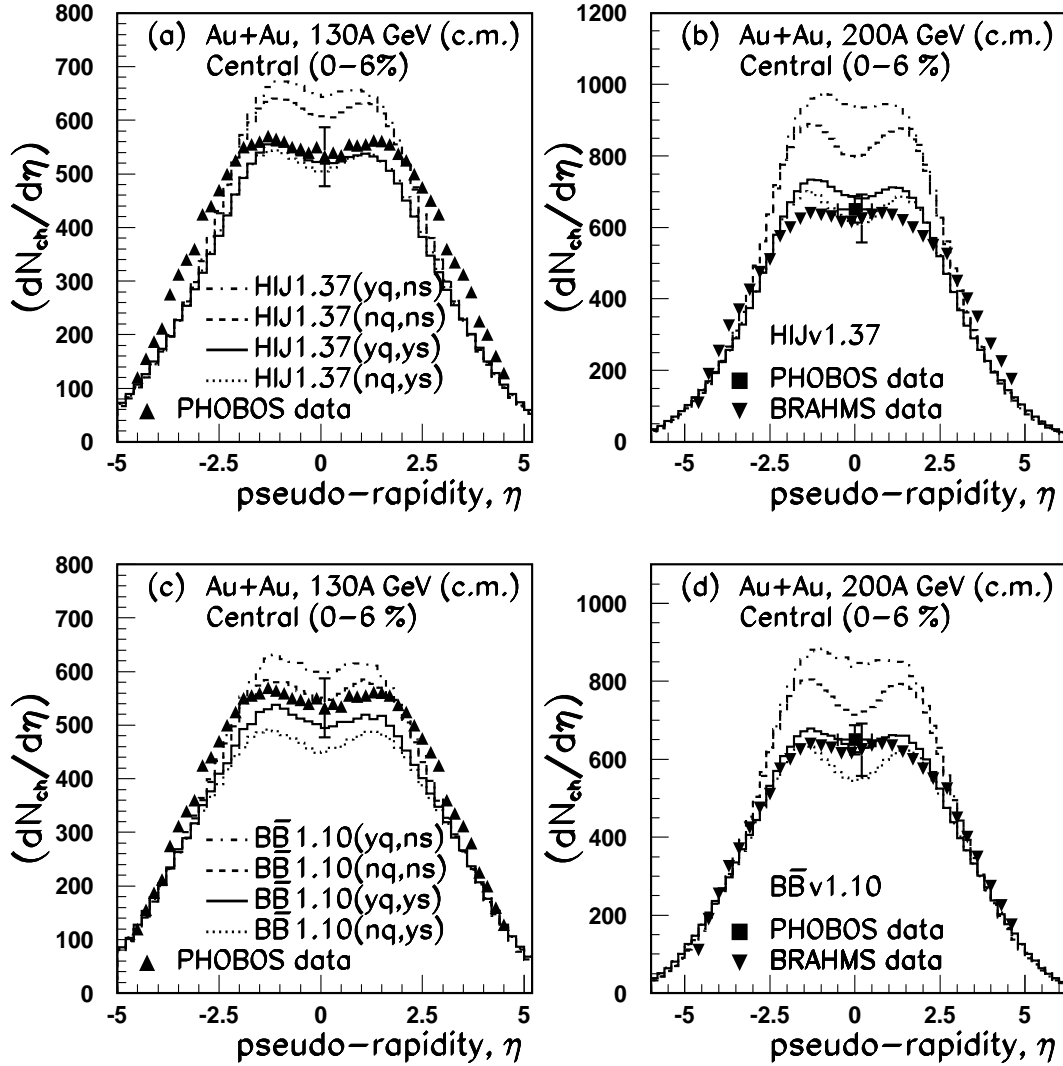 (a) Au+Au, 130A GeV (c.m.)
Central (0-6%)
800
700
600
500
400
300
200
100
0
(dN_ch/dη)
HIJ1.37(yq,ns)
HIJ1.37(nq,ns)
HIJ1.37(yq,ys)
HIJ1.37(nq,ys)
PHOBOS data
-5 -2.5 0 2.5 5
pseudo-rapidity, η
(b) Au+Au, 200A GeV (c.m.)
Central (0-6 %)
1200
1000
800
600
400
200
0
(dN_ch/dη)
HIJv1.37
PHOBOS data
BRAHMS data
-5 -2.5 0 2.5 5
pseudo-rapidity, η
(c) Au+Au, 130A GeV (c.m.)
Central (0-6 %)
800
700
600
500
400
300
200
100
0
(dN_ch/dη)
BB̅ 1.10(yq,ns)
BB̅ 1.10(nq,ns)
BB̅ 1.10(yq,ys)
BB̅ 1.10(nq,ys)
PHOBOS data
-5 -2.5 0 2.5 5
pseudo-rapidity, η
(d) Au+Au, 200A GeV (c.m.)
Central (0-6 %)
1000
800
600
400
200
0
(dN_ch/dη)
BB̅ v1.10
PHOBOS data
BRAHMS data
-5 -2.5 0 2.5 5
pseudo-rapidity, η